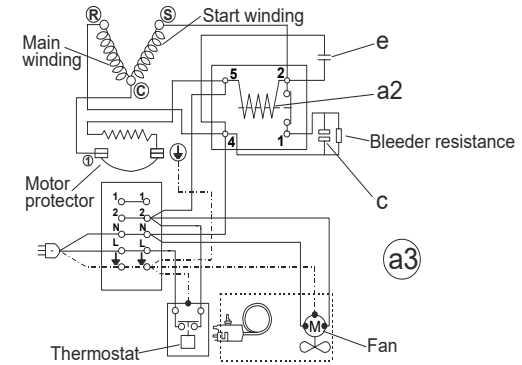 R
S
Start winding
Main
winding
C
e
5
2
a2
4
1
Bleeder resistance
c
1
Motor
protector
1 1
2 2
N N
L L
a3
M
Fan
Thermostat